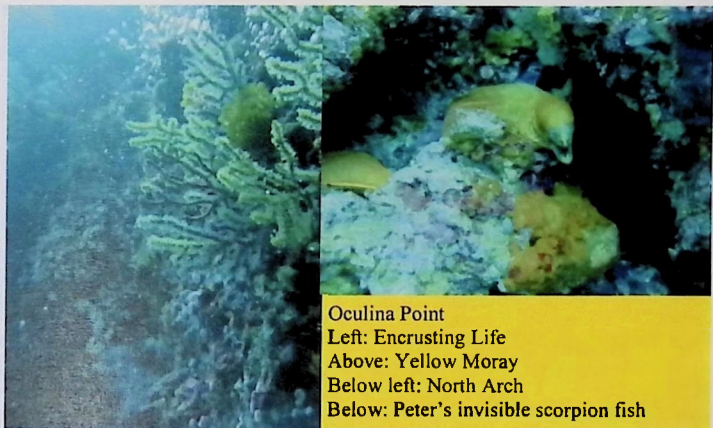 Oculina Point
Left: Encrusting Life
Above: Yellow Moray
Below left: North Arch
Below: Peter's invisible scorpion fish